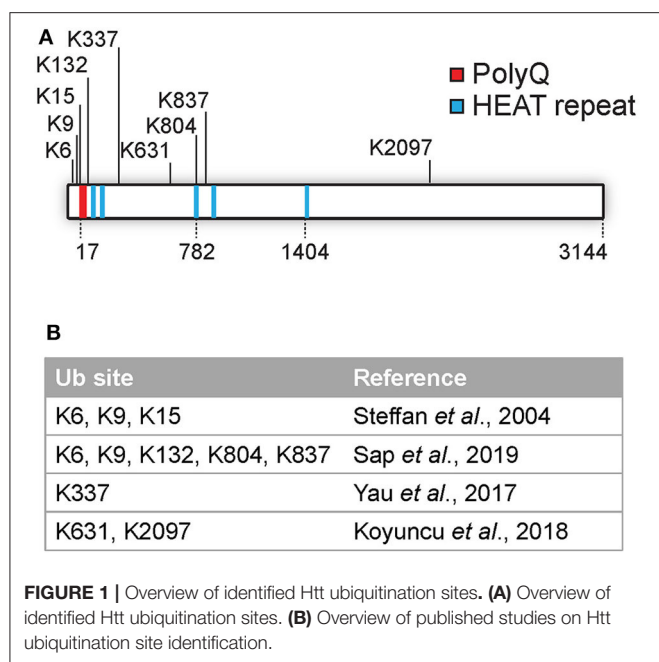 A
K337
K132
K15
K9
K6
K837
K804
K631
K2097
PolyQ
HEAT repeat
17
782
1404
3144
B
Ub site Reference
K6, K9, K15 Steffan et al., 2004
K6, K9, K132, K804, K837 Sap et al., 2019
K337 Yau et al., 2017
K631, K2097 Koyuncu et al., 2018
FIGURE 1 | Overview of identified Htt ubiquitination sites. (A) Overview of
identified Htt ubiquitination sites. (B) Overview of published studies on Htt
ubiquitination site identification.